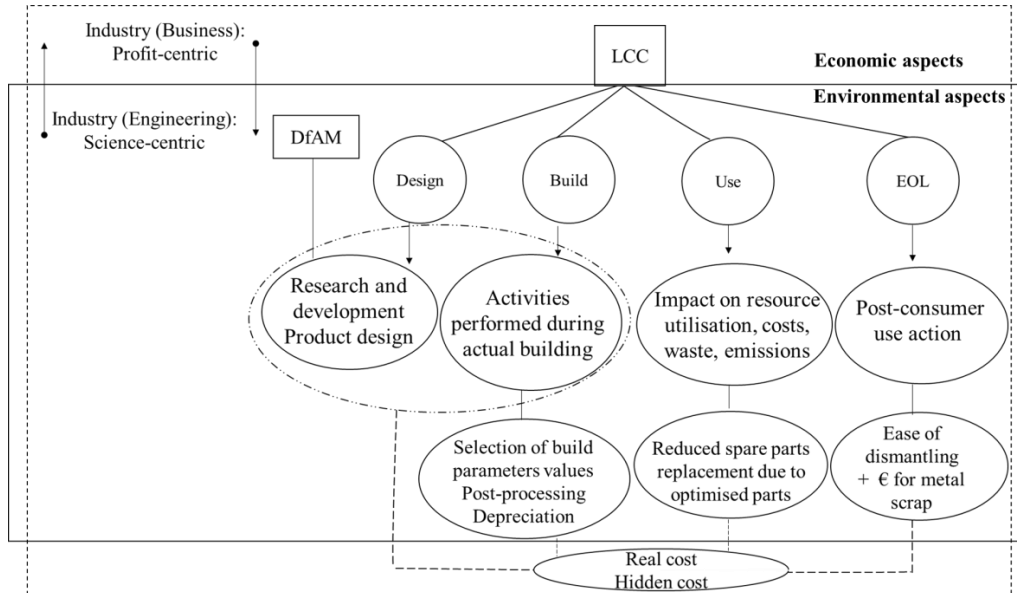 Industry (Business):
Profit-centric
LCC
Economic aspects
Environmental aspects
Industry (Engineering):
Science-centric
DfAM
Design
Build
Use
EOL
Research and
development
Product design
Activities
performed during
actual building
Impact on resource
utilisation, costs,
waste, emissions
Post-consumer
use action
Selection of build
parameters values
Post-processing
Depreciation
Reduced spare parts
replacement due to
optimised parts
Ease of
dismantling
+ € for metal
scrap
Real cost
Hidden cost